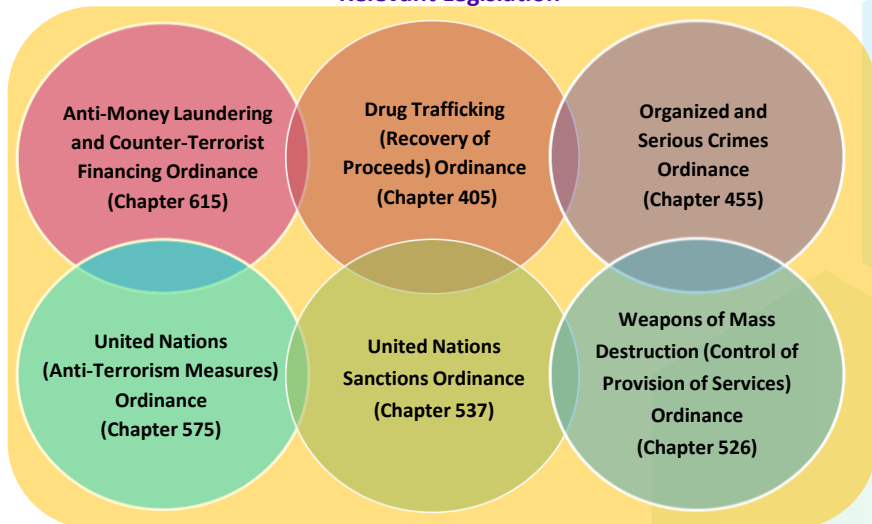 Relevant Legislation
Anti-Money Laundering
and Counter-Terrorist
Financing Ordinance
(Chapter 615)
Drug Trafficking
(Recovery of
Proceeds) Ordinance
(Chapter 405)
Organized and
Serious Crimes
Ordinance
(Chapter 455)
United Nations
(Anti-Terrorism Measures)
Ordinance
(Chapter 575)
United Nations
Sanctions Ordinance
(Chapter 537)
Weapons of Mass
Destruction (Control of
Provision of Services)
Ordinance
(Chapter 526)